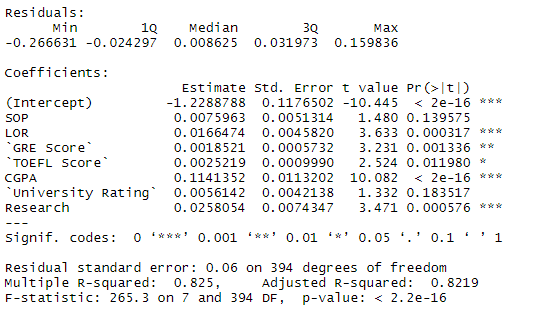 Residuals:
      Min        1Q    Median        3Q       Max
-0.266631 -0.024297  0.008625  0.031973  0.159836

Coefficients:
                      Estimate Std. Error t value Pr(>|t|)
(Intercept)         -1.2288788  0.1176502 -10.445  < 2e-16 ***
SOP                  0.0075963  0.0051314   1.480 0.139575
LOR                  0.0166474  0.0045820   3.633 0.000317 ***
`GRE Score`          0.0018521  0.0005732   3.231 0.001336 **
`TOEFL Score`        0.0025219  0.0009990   2.524 0.011980 *
CGPA                 0.1141352  0.0113202  10.082  < 2e-16 ***
`University Rating`  0.0056142  0.0042138   1.332 0.183517
Research             0.0258054  0.0074347   3.471 0.000576 ***
---
Signif. codes:  0 ‘***’ 0.001 ‘**’ 0.01 ‘*’ 0.05 ‘.’ 0.1 ‘ ’ 1

Residual standard error: 0.06 on 394 degrees of freedom
Multiple R-squared:  0.825,     Adjusted R-squared:  0.8219
F-statistic: 265.3 on 7 and 394 DF,  p-value: < 2.2e-16